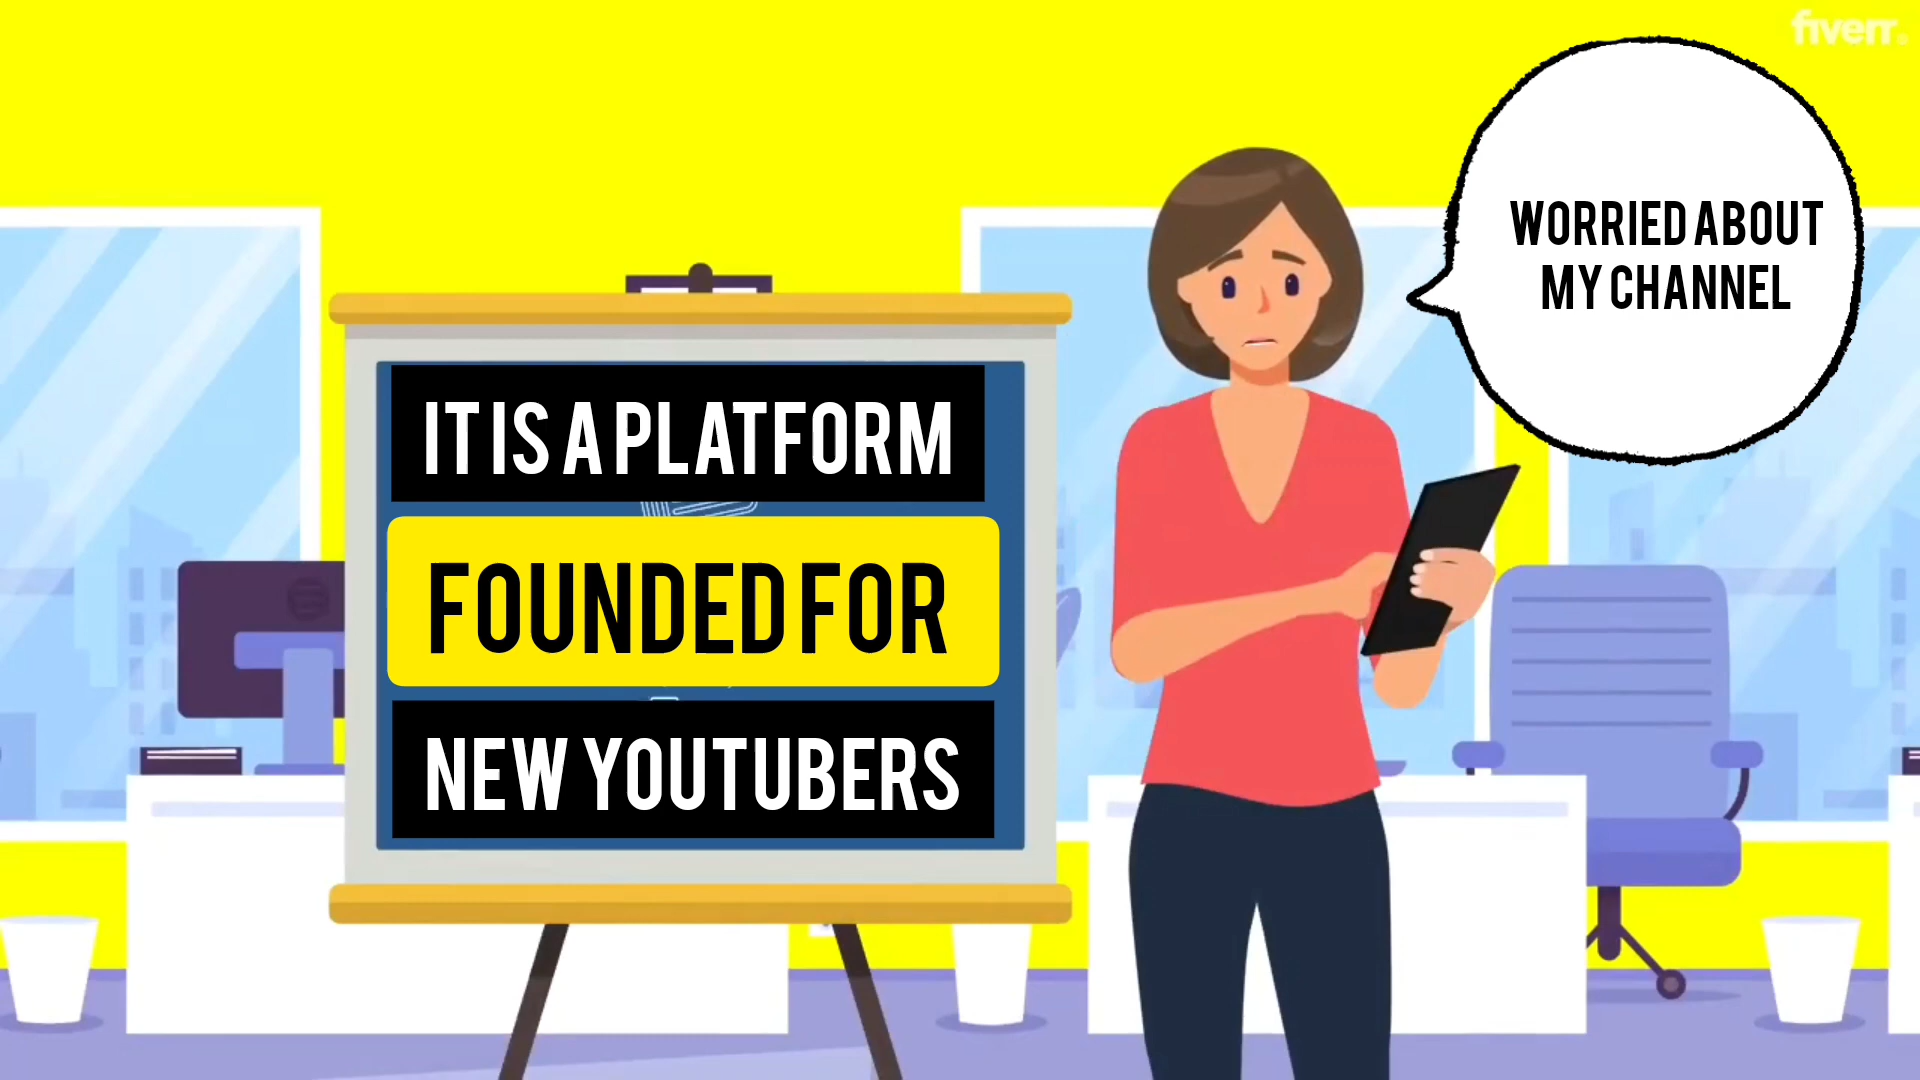 fiverr®
WORRIED ABOUT
MY CHANNEL
IT IS A PLATFORM
FOUNDED FOR
NEW YOUTUBERS